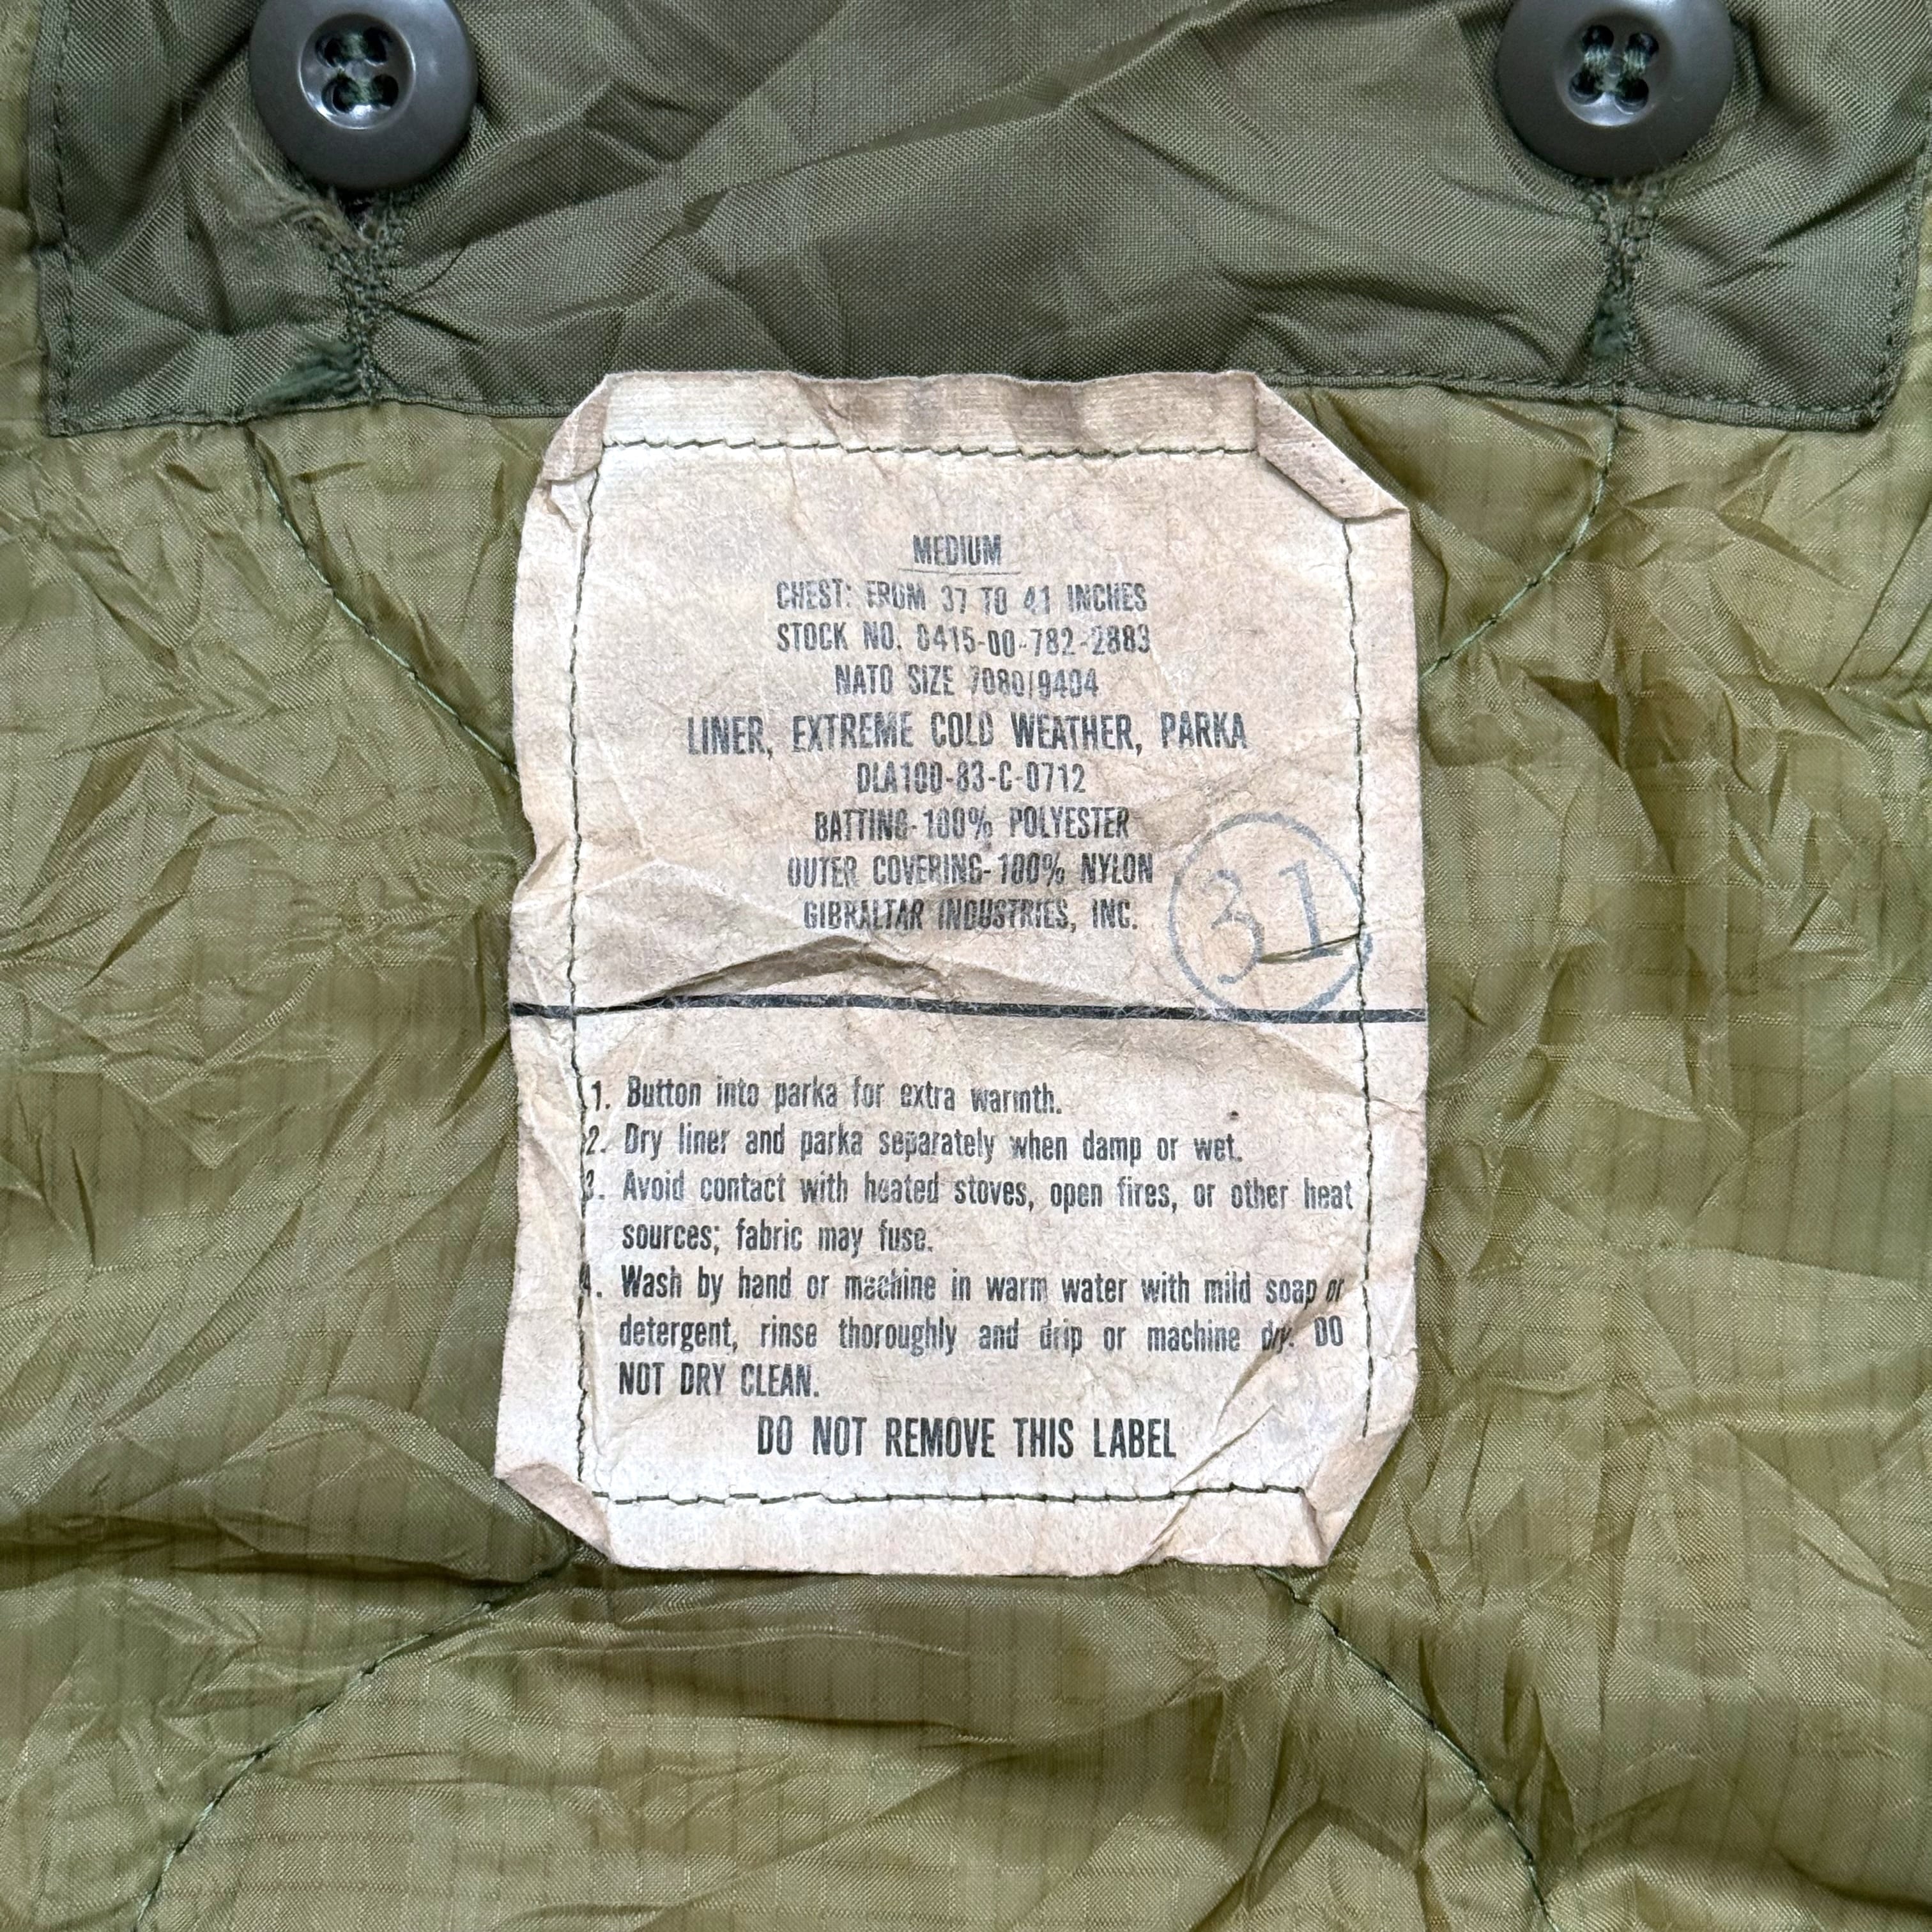 MEDIUM
CHEST: FROM 37 TO 41 INCHES
STOCK NO. 8415-00-782-2883
NATO SIZE 7080/9404
LINER, EXTREME COLD WEATHER, PARKA
DLA100-83-C-0712
BATTING-100% POLYESTER
OUTER COVERING-100% NYLON
GIBRALTAR INDUSTRIES, INC.
31
1. Button into parka for extra warmth.
2. Dry liner and parka separately when damp or wet.
3. Avoid contact with heated stoves, open fires, or other heat
sources; fabric may fuse.
4. Wash by hand or machine in warm water with mild soap or
detergent, rinse thoroughly and drip or machine dry. DO
NOT DRY CLEAN.
DO NOT REMOVE THIS LABEL